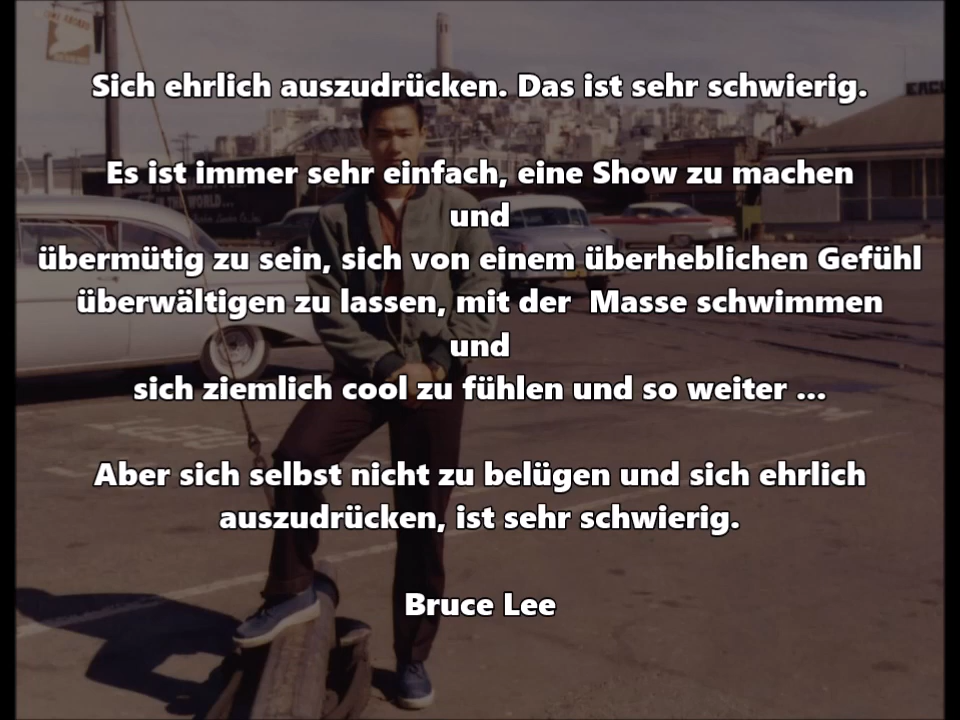 Sich ehrlich auszudrücken. Das ist sehr schwierig.
Es ist immer sehr einfach, eine Show zu machen
und
übermütig zu sein, sich von einem überheblichen Gefühl
überwältigen zu lassen, mit der Masse schwimmen
und
sich ziemlich cool zu fühlen und so weiter ...
Aber sich selbst nicht zu belügen und sich ehrlich
auszudrücken, ist sehr schwierig.
Bruce Lee